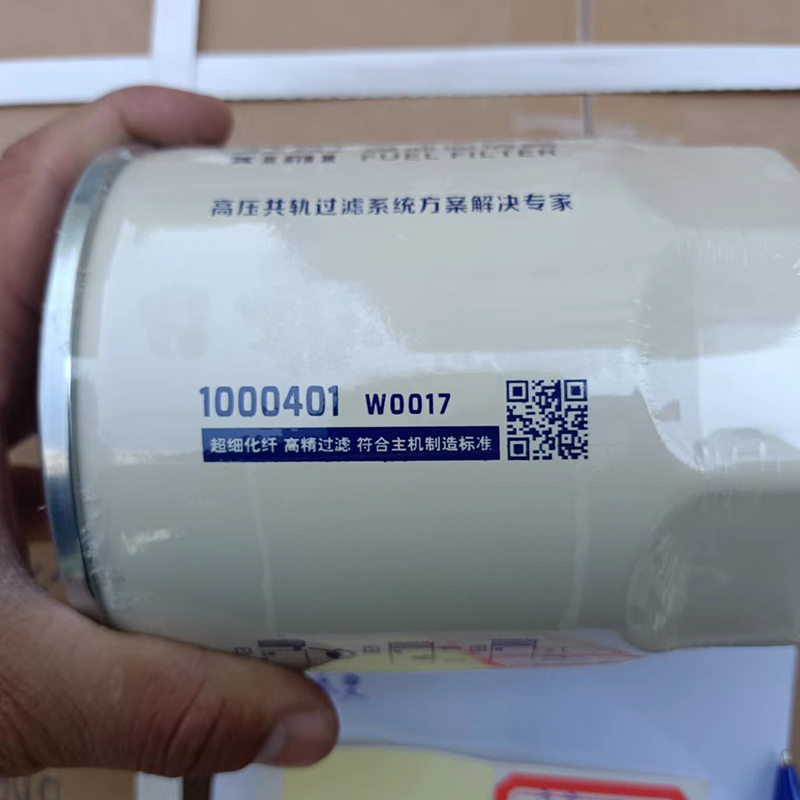 FUEL FILTER
高压共轨过滤系统方案解决专家
1000401 W0017
超细化纤 高精过滤 符合主机制造标准